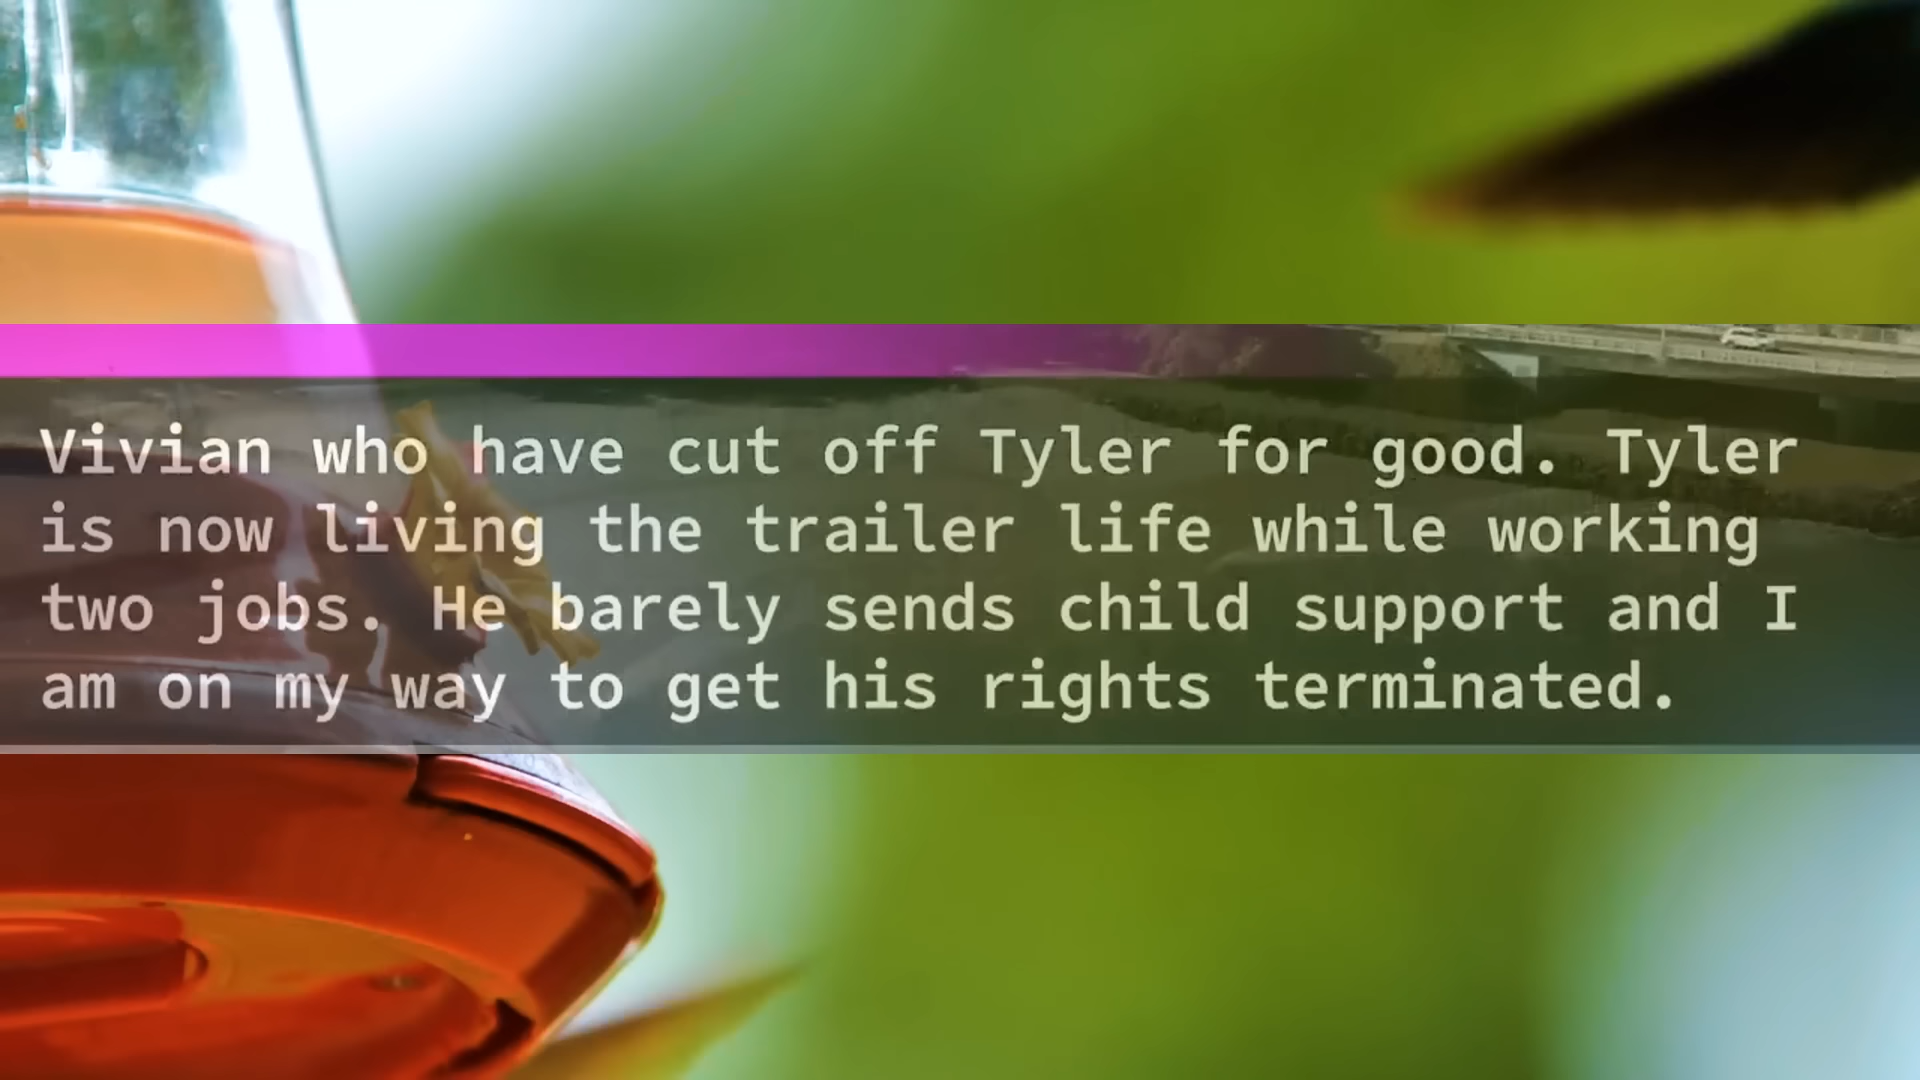 Vivian who have cut off Tyler for good. Tyler
is now living the trailer life while working
two jobs. He barely sends child support and I
am on my way to get his rights terminated.